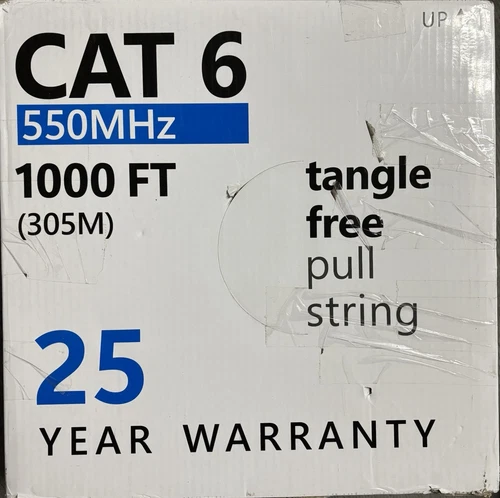 UP
CAT 6
550MHz
1000 FT
(305M)
tangle
free
pull
string
25
YEAR WARRANTY